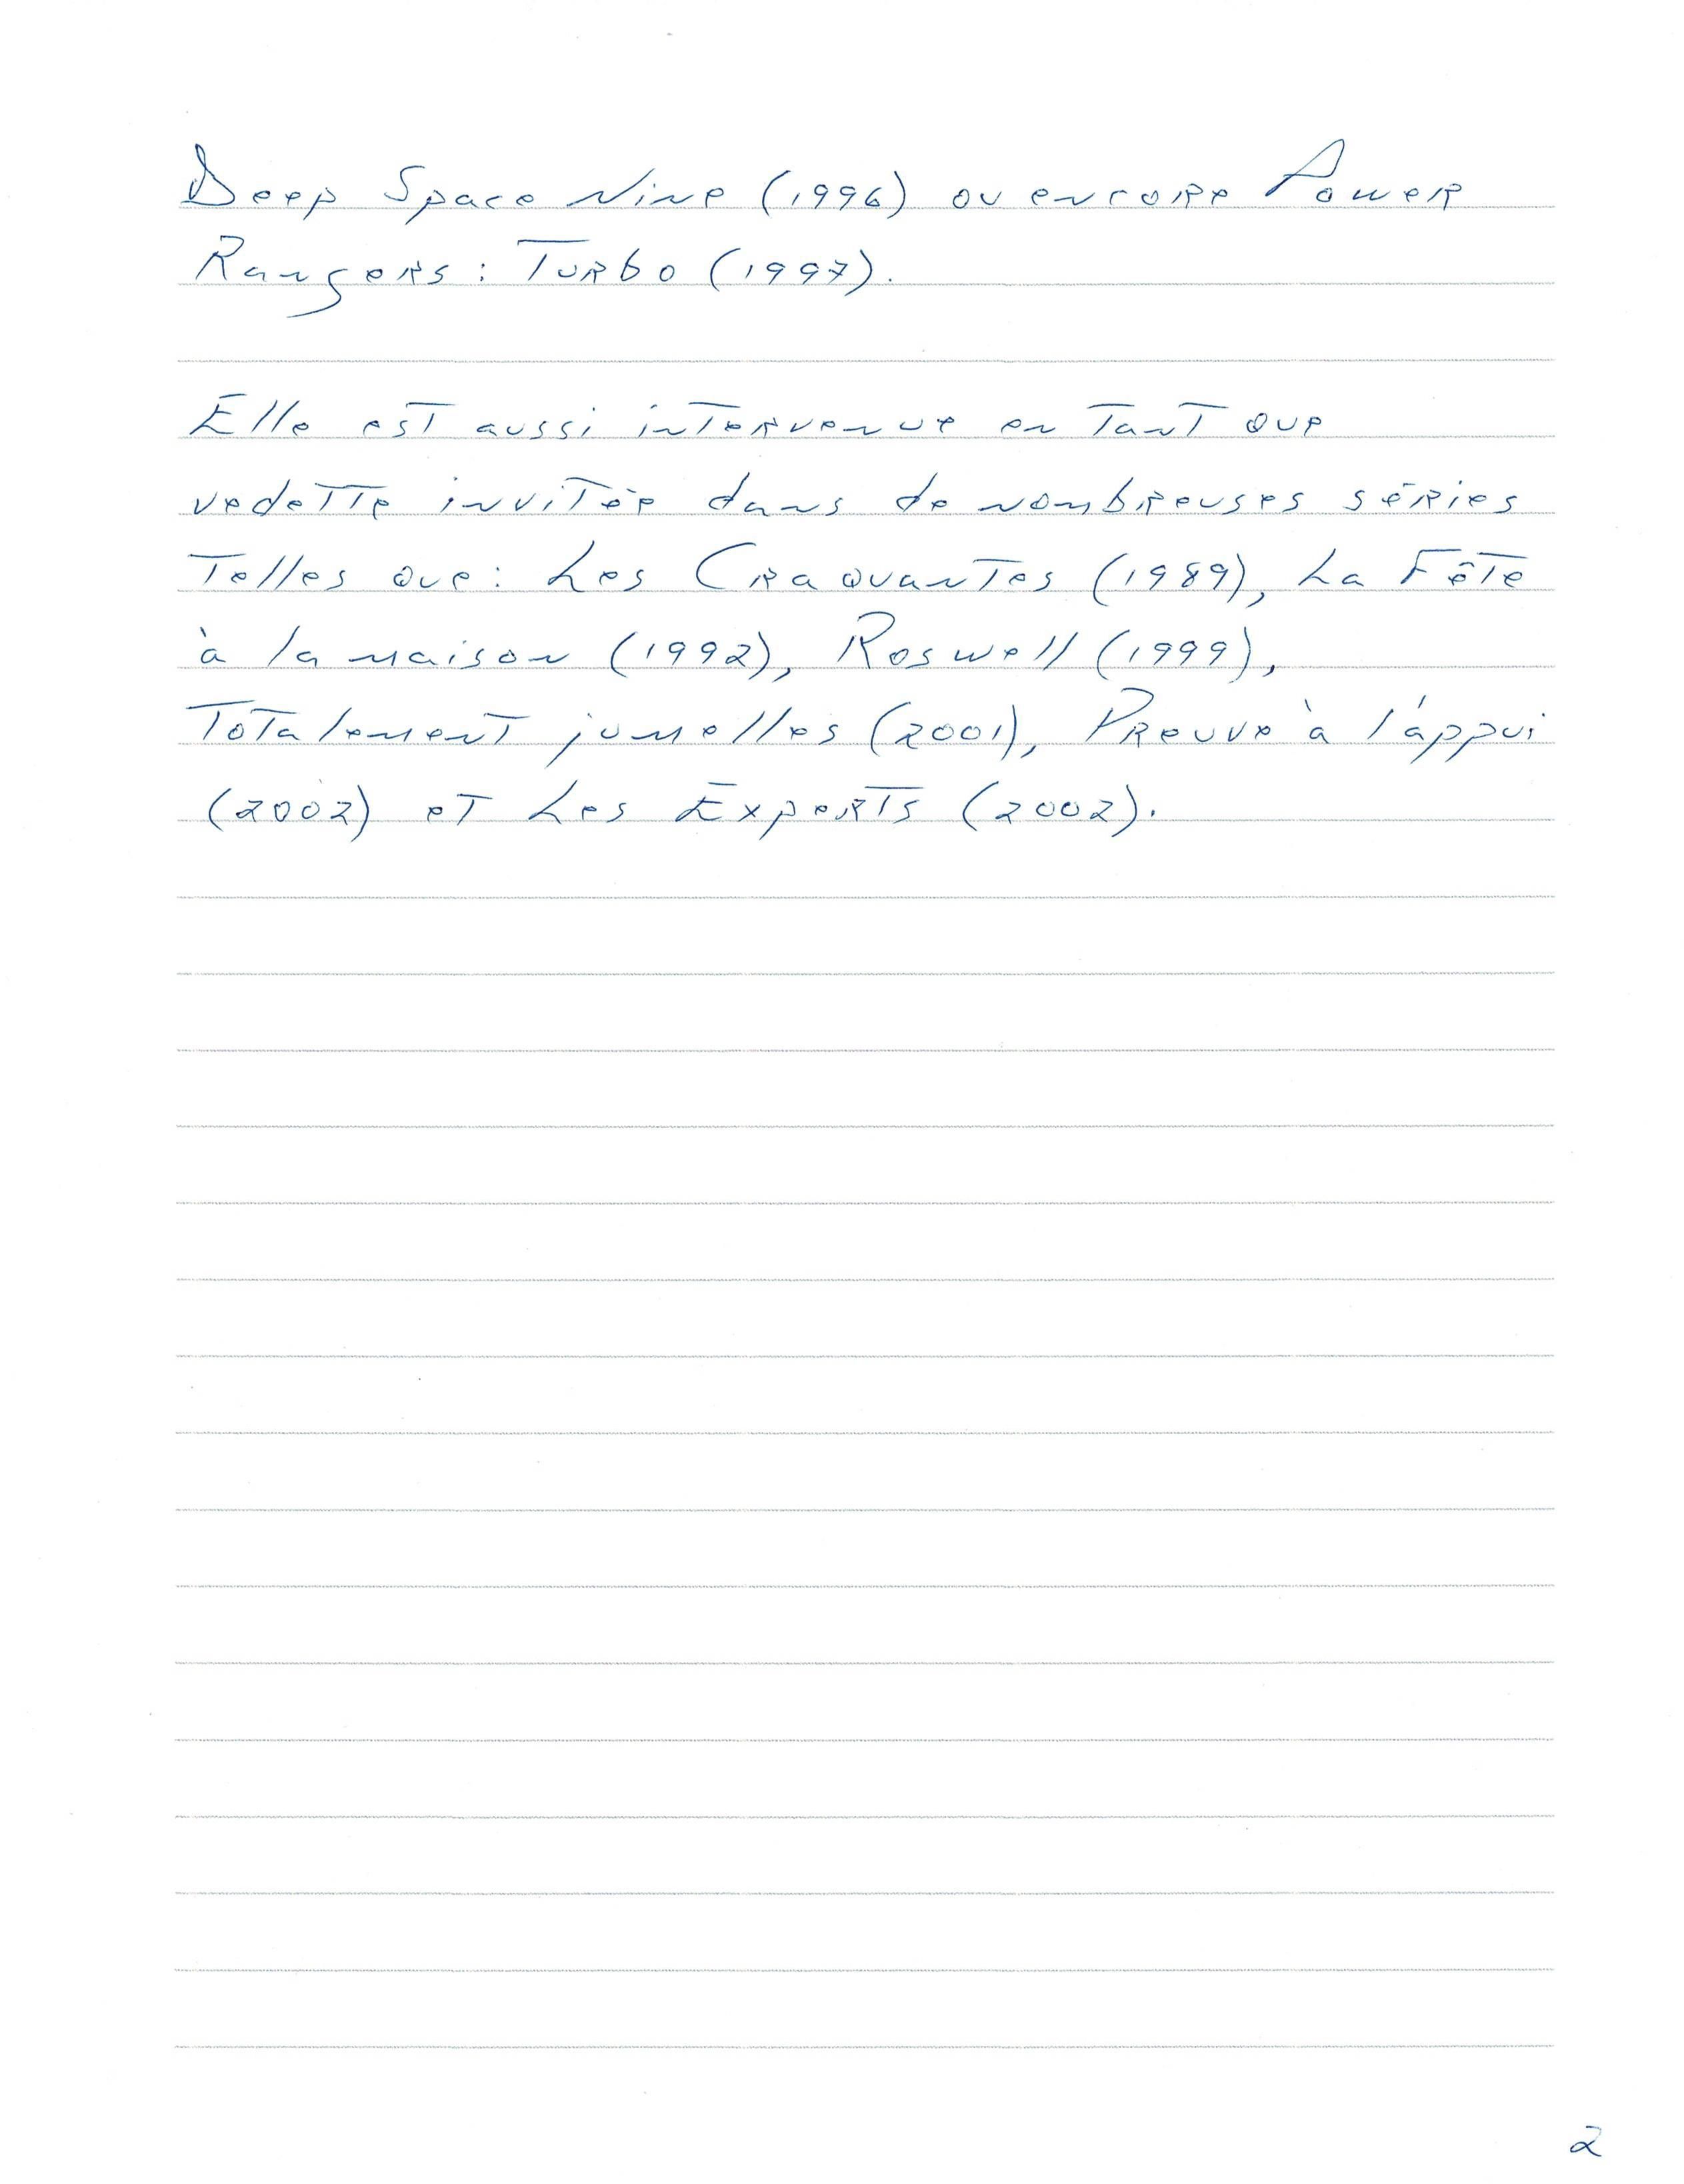 Deep Space Nine (1996) ou encore Power
Rangers : Turbo (1997).
Elle est aussi intervenue en tant que
vedette invitée dans de nombreuses séries
telles que : Les Craquantes (1989), La Fête
à la maison (1992), Roswell (1999),
Totalement jumelles (2001), Preuve à l'appui
(2002) et Les Experts (2002).
2